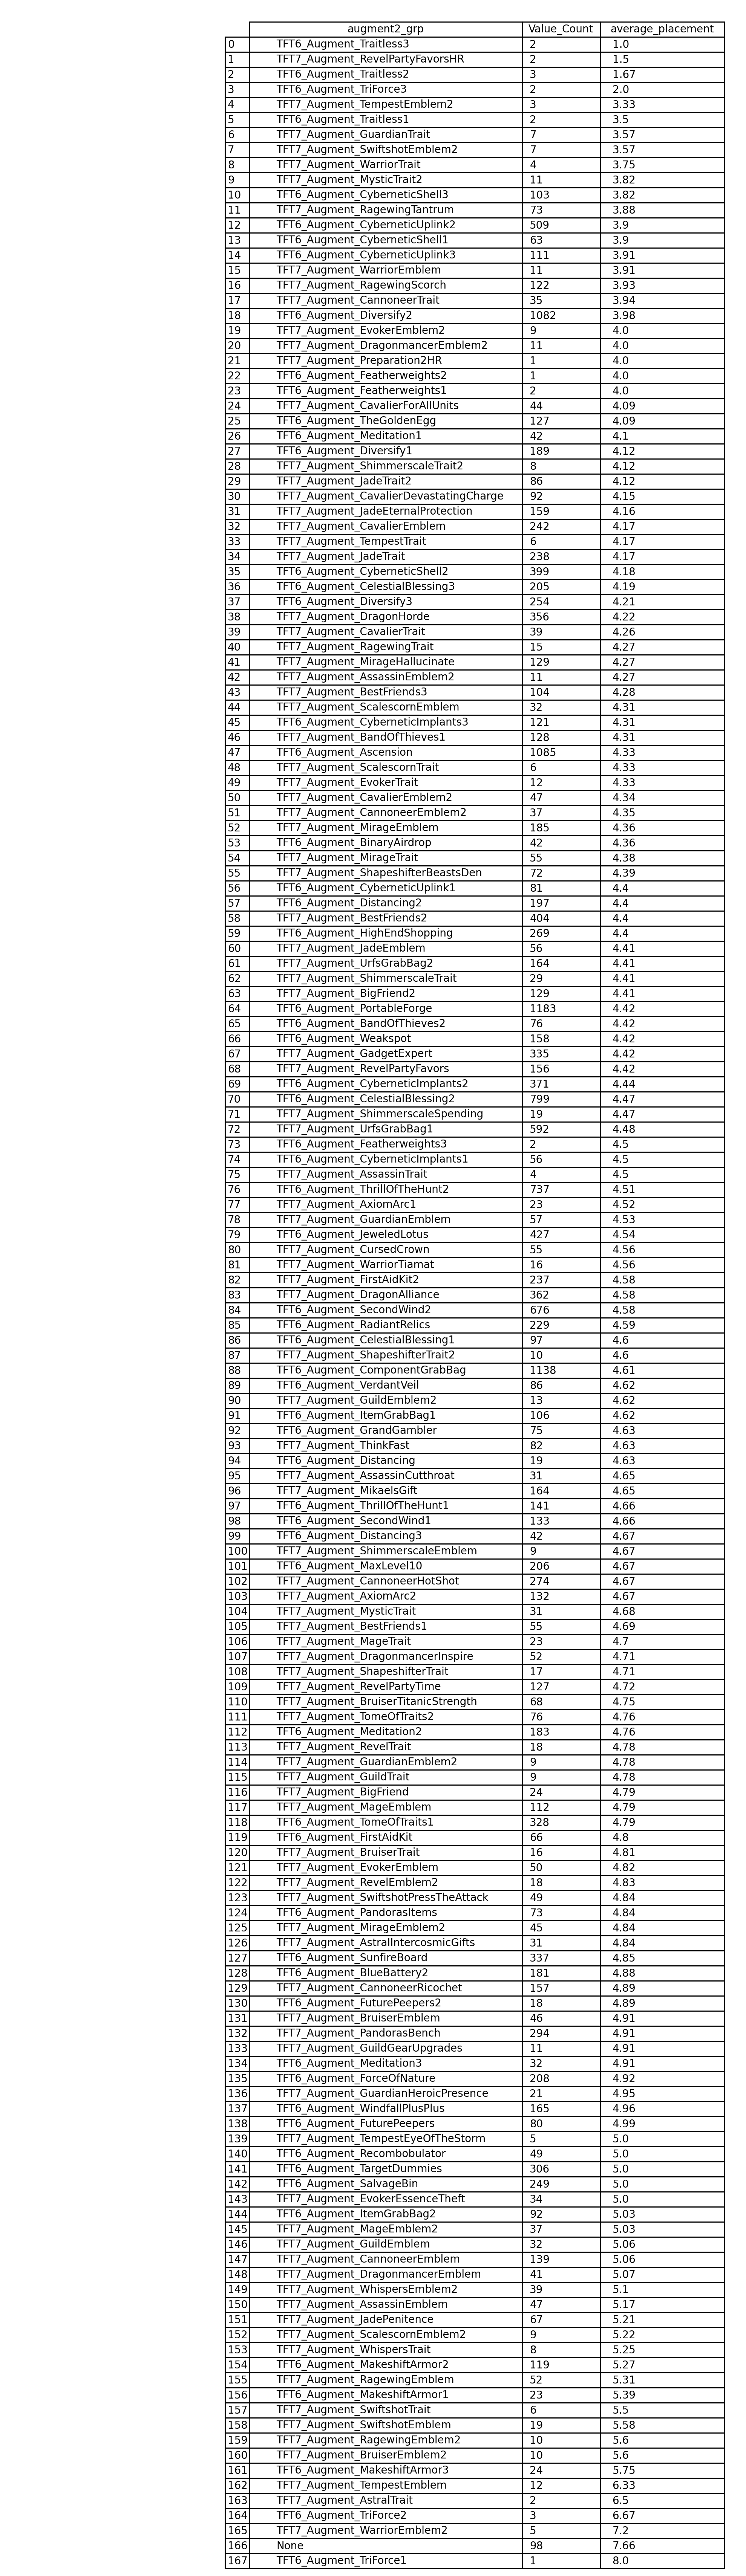 augment2_grp Value_Count average_placement
0 TFT6_Augment_Traitless3 2 1.0
1 TFT7_Augment_RevelPartyFavorsHR 2 1.5
2 TFT6_Augment_Traitless2 3 1.67
3 TFT6_Augment_TriForce3 2 2.0
4 TFT7_Augment_TempestEmblem2 3 3.33
5 TFT6_Augment_Traitless1 2 3.5
6 TFT7_Augment_GuardianTrait 7 3.57
7 TFT7_Augment_SwiftshotEmblem2 7 3.57
8 TFT7_Augment_WarriorTrait 4 3.75
9 TFT7_Augment_MysticTrait2 11 3.82
10 TFT6_Augment_CyberneticShell3 103 3.82
11 TFT7_Augment_RagewingTantrum 73 3.88
12 TFT6_Augment_CyberneticUplink2 509 3.9
13 TFT6_Augment_CyberneticShell1 63 3.9
14 TFT6_Augment_CyberneticUplink3 111 3.91
15 TFT7_Augment_WarriorEmblem 11 3.91
16 TFT7_Augment_RagewingScorch 122 3.93
17 TFT7_Augment_CannoneerTrait 35 3.94
18 TFT6_Augment_Diversify2 1082 3.98
19 TFT7_Augment_EvokerEmblem2 9 4.0
20 TFT7_Augment_DragonmancerEmblem2 11 4.0
21 TFT7_Augment_Preparation2HR 1 4.0
22 TFT6_Augment_Featherweights2 1 4.0
23 TFT6_Augment_Featherweights1 2 4.0
24 TFT7_Augment_CavalierForAllUnits 44 4.09
25 TFT6_Augment_TheGoldenEgg 127 4.09
26 TFT6_Augment_Meditation1 42 4.1
27 TFT6_Augment_Diversify1 189 4.12
28 TFT7_Augment_ShimmerscaleTrait2 8 4.12
29 TFT7_Augment_JadeTrait2 86 4.12
30 TFT7_Augment_CavalierDevastatingCharge 92 4.15
31 TFT7_Augment_JadeEternalProtection 159 4.16
32 TFT7_Augment_CavalierEmblem 242 4.17
33 TFT7_Augment_TempestTrait 6 4.17
34 TFT7_Augment_JadeTrait 238 4.17
35 TFT6_Augment_CyberneticShell2 399 4.18
36 TFT6_Augment_CelestialBlessing3 205 4.19
37 TFT6_Augment_Diversify3 254 4.21
38 TFT7_Augment_DragonHorde 356 4.22
39 TFT7_Augment_CavalierTrait 39 4.26
40 TFT7_Augment_RagewingTrait 15 4.27
41 TFT7_Augment_MirageHallucinate 129 4.27
42 TFT7_Augment_AssassinEmblem2 11 4.27
43 TFT7_Augment_BestFriends3 104 4.28
44 TFT7_Augment_ScalescornEmblem 32 4.31
45 TFT6_Augment_CyberneticImplants3 121 4.31
46 TFT7_Augment_BandOfThieves1 128 4.31
47 TFT6_Augment_Ascension 1085 4.33
48 TFT7_Augment_ScalescornTrait 6 4.33
49 TFT7_Augment_EvokerTrait 12 4.33
50 TFT7_Augment_CavalierEmblem2 47 4.34
51 TFT7_Augment_CannoneerEmblem2 37 4.35
52 TFT7_Augment_MirageEmblem 185 4.36
53 TFT6_Augment_BinaryAirdrop 42 4.36
54 TFT7_Augment_MirageTrait 55 4.38
55 TFT7_Augment_ShapeshifterBeastsDen 72 4.39
56 TFT6_Augment_CyberneticUplink1 81 4.4
57 TFT6_Augment_Distancing2 197 4.4
58 TFT7_Augment_BestFriends2 404 4.4
59 TFT6_Augment_HighEndShopping 269 4.4
60 TFT7_Augment_JadeEmblem 56 4.41
61 TFT7_Augment_UrfsGrabBag2 164 4.41
62 TFT7_Augment_ShimmerscaleTrait 29 4.41
63 TFT7_Augment_BigFriend2 129 4.41
64 TFT6_Augment_PortableForge 1183 4.42
65 TFT7_Augment_BandOfThieves2 76 4.42
66 TFT6_Augment_Weakspot 158 4.42
67 TFT7_Augment_GadgetExpert 335 4.42
68 TFT7_Augment_RevelPartyFavors 156 4.42
69 TFT6_Augment_CyberneticImplants2 371 4.44
70 TFT6_Augment_CelestialBlessing2 799 4.47
71 TFT7_Augment_ShimmerscaleSpending 19 4.47
72 TFT7_Augment_UrfsGrabBag1 592 4.48
73 TFT6_Augment_Featherweights3 2 4.5
74 TFT6_Augment_CyberneticImplants1 56 4.5
75 TFT7_Augment_AssassinTrait 4 4.5
76 TFT6_Augment_ThrillOfTheHunt2 737 4.51
77 TFT7_Augment_AxiomArc1 23 4.52
78 TFT7_Augment_GuardianEmblem 57 4.53
79 TFT6_Augment_JeweledLotus 427 4.54
80 TFT7_Augment_CursedCrown 55 4.56
81 TFT7_Augment_WarriorTiamat 16 4.56
82 TFT7_Augment_FirstAidKit2 237 4.58
83 TFT7_Augment_DragonAlliance 362 4.58
84 TFT6_Augment_SecondWind2 676 4.58
85 TFT6_Augment_RadiantRelics 229 4.59
86 TFT6_Augment_CelestialBlessing1 97 4.6
87 TFT7_Augment_ShapeshifterTrait2 10 4.6
88 TFT6_Augment_ComponentGrabBag 1138 4.61
89 TFT6_Augment_VerdantVeil 86 4.62
90 TFT7_Augment_GuildEmblem2 13 4.62
91 TFT6_Augment_ItemGrabBag1 106 4.62
92 TFT6_Augment_GrandGambler 75 4.63
93 TFT7_Augment_ThinkFast 82 4.63
94 TFT6_Augment_Distancing 19 4.63
95 TFT7_Augment_AssassinCutthroat 31 4.65
96 TFT7_Augment_MikaelsGift 164 4.65
97 TFT6_Augment_ThrillOfTheHunt1 141 4.66
98 TFT6_Augment_SecondWind1 133 4.66
99 TFT6_Augment_Distancing3 42 4.67
100 TFT7_Augment_ShimmerscaleEmblem 9 4.67
101 TFT6_Augment_MaxLevel10 206 4.67
102 TFT7_Augment_CannoneerHotShot 274 4.67
103 TFT7_Augment_AxiomArc2 132 4.67
104 TFT7_Augment_MysticTrait 31 4.68
105 TFT7_Augment_BestFriends1 55 4.69
106 TFT7_Augment_MageTrait 23 4.7
107 TFT7_Augment_DragonmancerInspire 52 4.71
108 TFT7_Augment_ShapeshifterTrait 17 4.71
109 TFT7_Augment_RevelPartyTime 127 4.72
110 TFT7_Augment_BruiserTitanicStrength 68 4.75
111 TFT7_Augment_TomeOfTraits2 76 4.76
112 TFT6_Augment_Meditation2 183 4.76
113 TFT7_Augment_RevelTrait 18 4.78
114 TFT7_Augment_GuardianEmblem2 9 4.78
115 TFT7_Augment_GuildTrait 9 4.78
116 TFT7_Augment_BigFriend 24 4.79
117 TFT7_Augment_MageEmblem 112 4.79
118 TFT6_Augment_TomeOfTraits1 328 4.79
119 TFT6_Augment_FirstAidKit 66 4.8
120 TFT7_Augment_BruiserTrait 16 4.81
121 TFT7_Augment_EvokerEmblem 50 4.82
122 TFT7_Augment_RevelEmblem2 18 4.83
123 TFT7_Augment_SwiftshotPressTheAttack 49 4.84
124 TFT6_Augment_PandorasItems 73 4.84
125 TFT7_Augment_MirageEmblem2 45 4.84
126 TFT7_Augment_AstralIntercosmicGifts 31 4.84
127 TFT6_Augment_SunfireBoard 337 4.85
128 TFT6_Augment_BlueBattery2 181 4.88
129 TFT7_Augment_CannoneerRicochet 157 4.89
130 TFT6_Augment_FuturePeepers2 18 4.89
131 TFT7_Augment_BruiserEmblem 46 4.91
132 TFT7_Augment_PandorasBench 294 4.91
133 TFT7_Augment_GuildGearUpgrades 11 4.91
134 TFT6_Augment_Meditation3 32 4.91
135 TFT6_Augment_ForceOfNature 208 4.92
136 TFT7_Augment_GuardianHeroicPresence 21 4.95
137 TFT6_Augment_WindfallPlusPlus 165 4.96
138 TFT6_Augment_FuturePeepers 80 4.99
139 TFT7_Augment_TempestEyeOfTheStorm 5 5.0
140 TFT6_Augment_Recombobulator 49 5.0
141 TFT6_Augment_TargetDummies 306 5.0
142 TFT6_Augment_SalvageBin 249 5.0
143 TFT7_Augment_EvokerEssenceTheft 34 5.0
144 TFT6_Augment_ItemGrabBag2 92 5.03
145 TFT7_Augment_MageEmblem2 37 5.03
146 TFT7_Augment_GuildEmblem 32 5.06
147 TFT7_Augment_CannoneerEmblem 139 5.06
148 TFT7_Augment_DragonmancerEmblem 41 5.07
149 TFT7_Augment_WhispersEmblem2 39 5.1
150 TFT7_Augment_AssassinEmblem 47 5.17
151 TFT7_Augment_JadePenitence 67 5.21
152 TFT7_Augment_ScalescornEmblem2 9 5.22
153 TFT7_Augment_WhispersTrait 8 5.25
154 TFT6_Augment_MakeshiftArmor2 119 5.27
155 TFT7_Augment_RagewingEmblem 52 5.31
156 TFT6_Augment_MakeshiftArmor1 23 5.39
157 TFT7_Augment_SwiftshotTrait 6 5.5
158 TFT7_Augment_SwiftshotEmblem 19 5.58
159 TFT7_Augment_RagewingEmblem2 10 5.6
160 TFT7_Augment_BruiserEmblem2 10 5.6
161 TFT6_Augment_MakeshiftArmor3 24 5.75
162 TFT7_Augment_TempestEmblem 12 6.33
163 TFT7_Augment_AstralTrait 2 6.5
164 TFT6_Augment_TriForce2 3 6.67
165 TFT7_Augment_WarriorEmblem2 5 7.2
166 None 98 7.66
167 TFT6_Augment_TriForce1 1 8.0